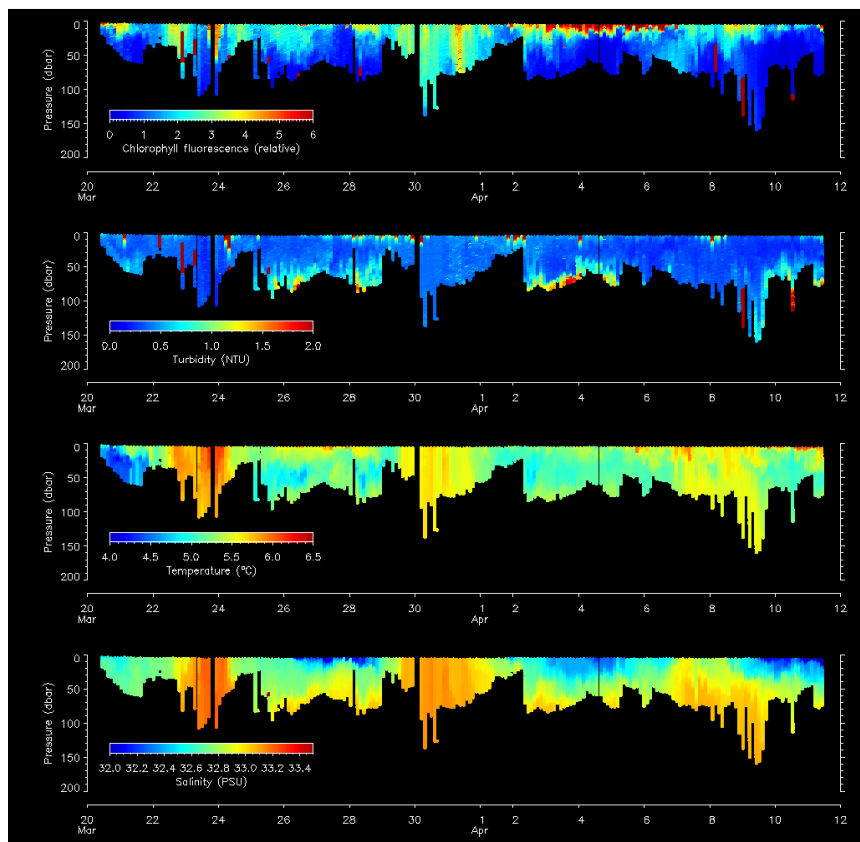 0
50
100
150
200
Pressure (dbar)
0 1 2 3 4 5 6
Chlorophyll fluorescence (relative)
20 22 24 26 28 30 1 2 4 6 8 10 12
Mar Apr
0
50
100
150
200
Pressure (dbar)
0.0 0.5 1.0 1.5 2.0
Turbidity (NTU)
20 22 24 26 28 30 1 2 4 6 8 10 12
Mar Apr
0
50
100
150
200
Pressure (dbar)
4.0 4.5 5.0 5.5 6.0 6.5
Temperature (°C)
20 22 24 26 28 30 1 2 4 6 8 10 12
Mar Apr
0
50
100
150
200
Pressure (dbar)
32.0 32.2 32.4 32.6 32.8 33.0 33.2 33.4
Salinity (PSU)
20 22 24 26 28 30 1 2 4 6 8 10 12
Mar Apr